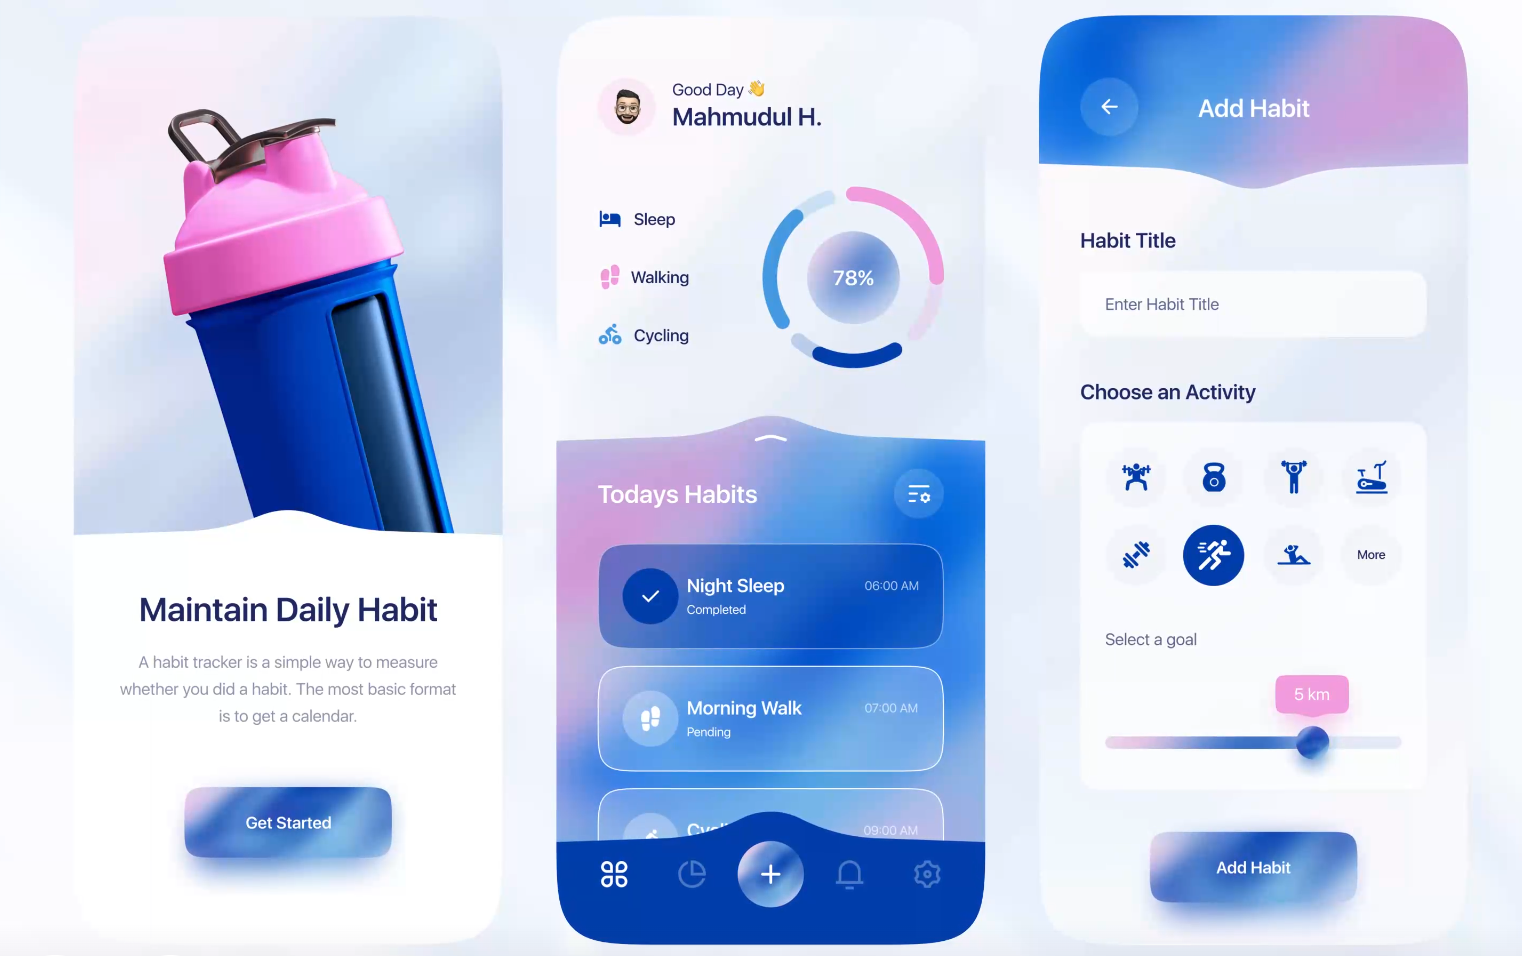 Maintain Daily Habit
A habit tracker is a simple way to measure
whether you did a habit. The most basic format
is to get a calendar.
Get Started
Good Day 👋
Mahmudul H.
Sleep
Walking
Cycling
78%
Todays Habits
Night Sleep
06:00 AM
Completed
Morning Walk
07:00 AM
Pending
09:00 AM
Add Habit
Habit Title
Enter Habit Title
Choose an Activity
More
Select a goal
5 km
Add Habit